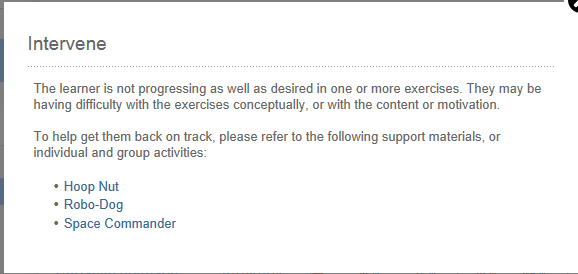 Intervene
The learner is not progressing as well as desired in one or more exercises. They may be
having difficulty with the exercises conceptually, or with the content or motivation.
To help get them back on track, please refer to the following support materials, or
individual and group activities:
• Hoop Nut
• Robo-Dog
• Space Commander